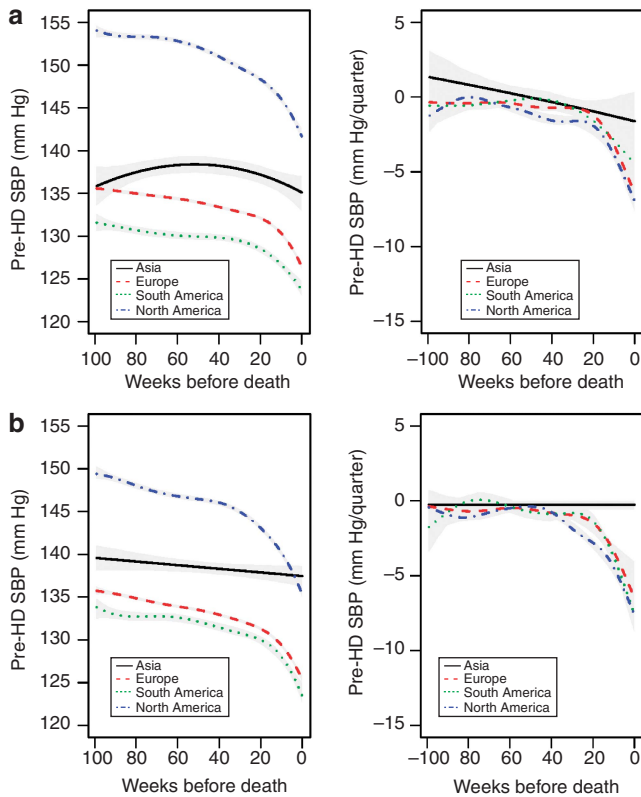 a
Pre-HD SBP (mm Hg)
155
150
145
140
135
130
125
120
Asia
Europe
South America
North America
100 80 60 40 20 0
Weeks before death
Pre-HD SBP (mm Hg/quarter)
5
0
−5
−10
−15
Asia
Europe
South America
North America
−100 80 60 40 20 0
Weeks before death
b
Pre-HD SBP (mm Hg)
155
150
145
140
135
130
125
120
Asia
Europe
South America
North America
100 80 60 40 20 0
Weeks before death
Pre-HD SBP (mm Hg/quarter)
5
0
−5
−10
−15
Asia
Europe
South America
North America
−100 80 60 40 20 0
Weeks before death